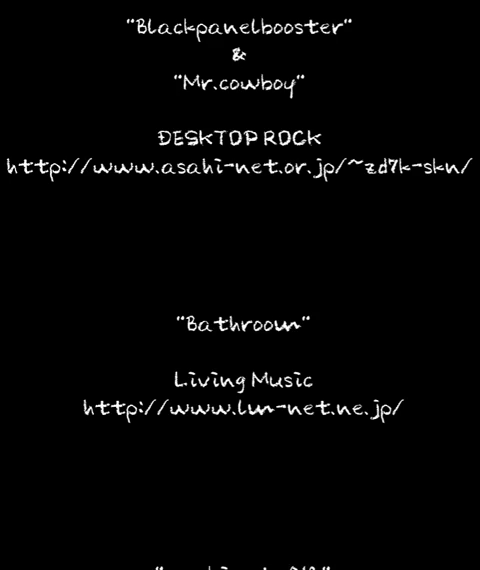 "Blackpanelbooster"
&
"Mr.cowboy"
DESKTOP ROCK
http://www.asahi-net.or.jp/~zd7k-skn/
"Bathroom"
Living Music
http://www.lm-net.ne.jp/